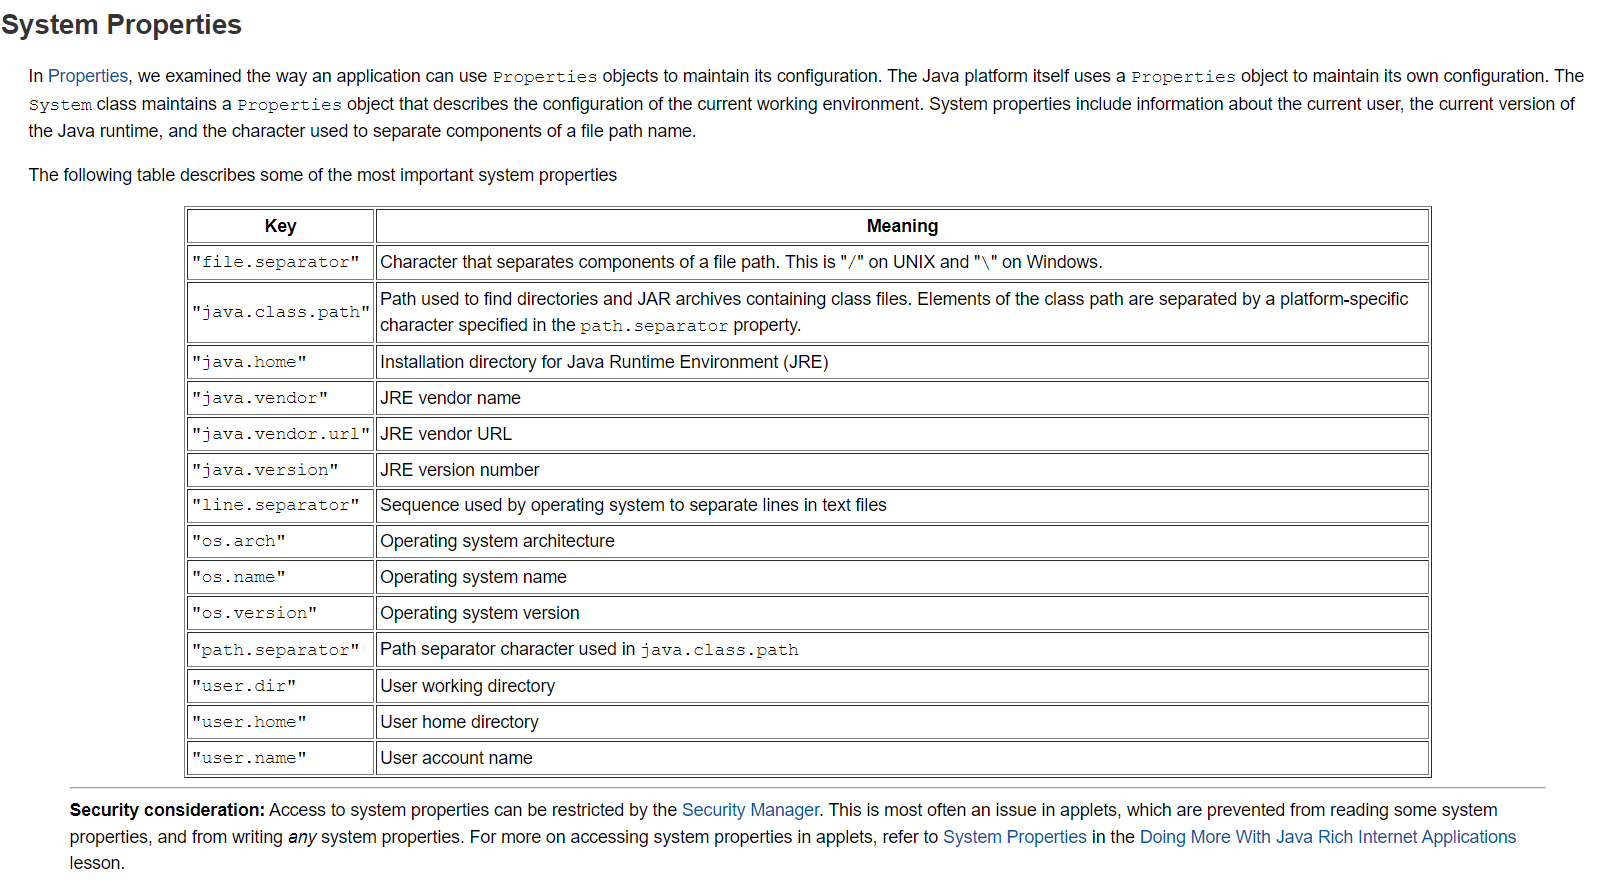 System Properties
In Properties, we examined the way an application can use Properties objects to maintain its configuration. The Java platform itself uses a Properties object to maintain its own configuration. The
System class maintains a Properties object that describes the configuration of the current working environment. System properties include information about the current user, the current version of
the Java runtime, and the character used to separate components of a file path name.
The following table describes some of the most important system properties
Key Meaning
"file.separator" Character that separates components of a file path. This is "/" on UNIX and "\" on Windows.
"java.class.path" Path used to find directories and JAR archives containing class files. Elements of the class path are separated by a platform-specific
character specified in the path.separator property.
"java.home" Installation directory for Java Runtime Environment (JRE)
"java.vendor" JRE vendor name
"java.vendor.url" JRE vendor URL
"java.version" JRE version number
"line.separator" Sequence used by operating system to separate lines in text files
"os.arch" Operating system architecture
"os.name" Operating system name
"os.version" Operating system version
"path.separator" Path separator character used in java.class.path
"user.dir" User working directory
"user.home" User home directory
"user.name" User account name
Security consideration: Access to system properties can be restricted by the Security Manager. This is most often an issue in applets, which are prevented from reading some system
properties, and from writing any system properties. For more on accessing system properties in applets, refer to System Properties in the Doing More With Java Rich Internet Applications
lesson.